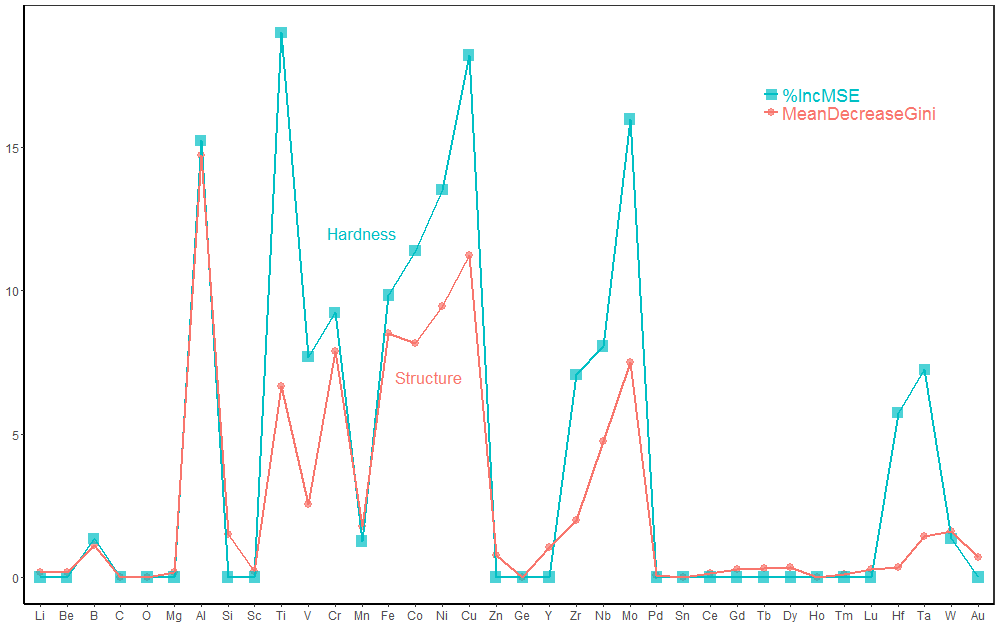 %IncMSE
MeanDecreaseGini
15
Hardness
10
Structure
5
0
Li Be B C O Mg Al Si Sc Ti V Cr Mn Fe Co Ni Cu Zn Ge Y Zr Nb Mo Pd Sn Ce Gd Tb Dy Ho Tm Lu Hf Ta W Au